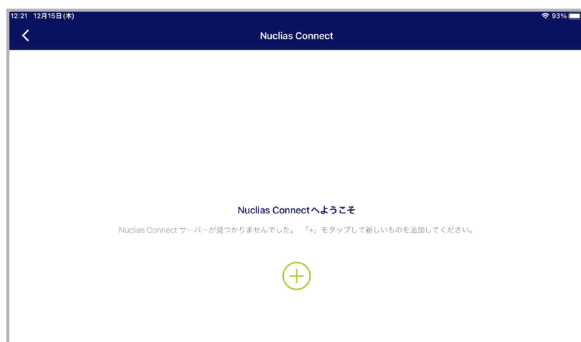 12:21 12月15日(木) 93%
Nuclias Connect
Nuclias Connectへようこそ
Nuclias Connect サーバーが見つかりませんでした。 「+」をタップして新しいものを追加してください。